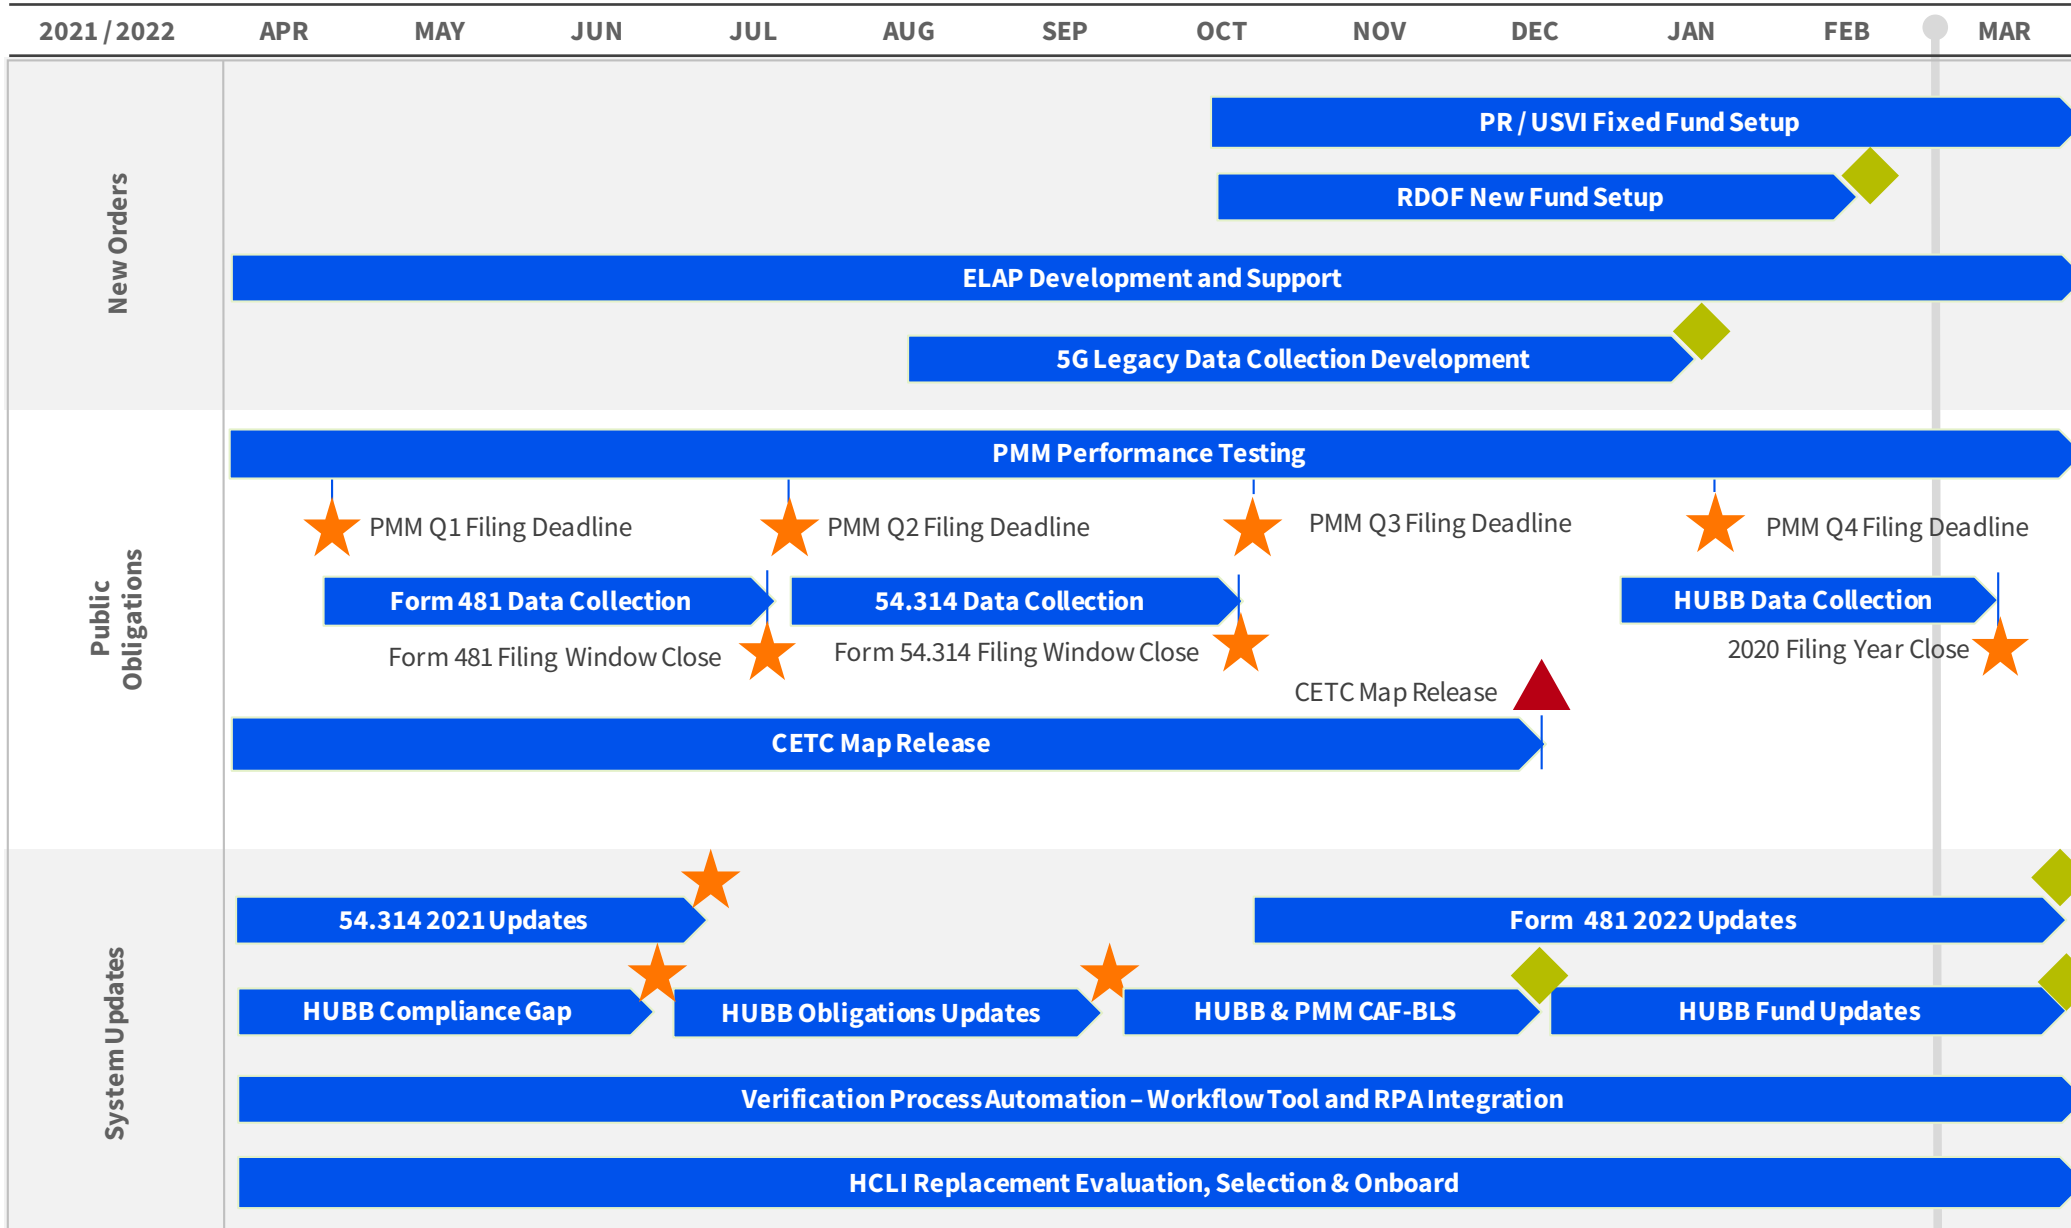 2021 / 2022 APR MAY JUN JUL AUG SEP OCT NOV DEC JAN FEB MAR
New Orders
PR / USVI Fixed Fund Setup
RDOF New Fund Setup
ELAP Development and Support
5G Legacy Data Collection Development
Public
Obligations
PMM Performance Testing
PMM Q1 Filing Deadline PMM Q2 Filing Deadline PMM Q3 Filing Deadline PMM Q4 Filing Deadline
Form 481 Data Collection 54.314 Data Collection HUBB Data Collection
Form 481 Filing Window Close Form 54.314 Filing Window Close 2020 Filing Year Close
CETC Map Release
CETC Map Release
System Updates
54.314 2021 Updates Form 481 2022 Updates
HUBB Compliance Gap HUBB Obligations Updates HUBB & PMM CAF-BLS HUBB Fund Updates
Verification Process Automation – Workflow Tool and RPA Integration
HCLI Replacement Evaluation, Selection & Onboard